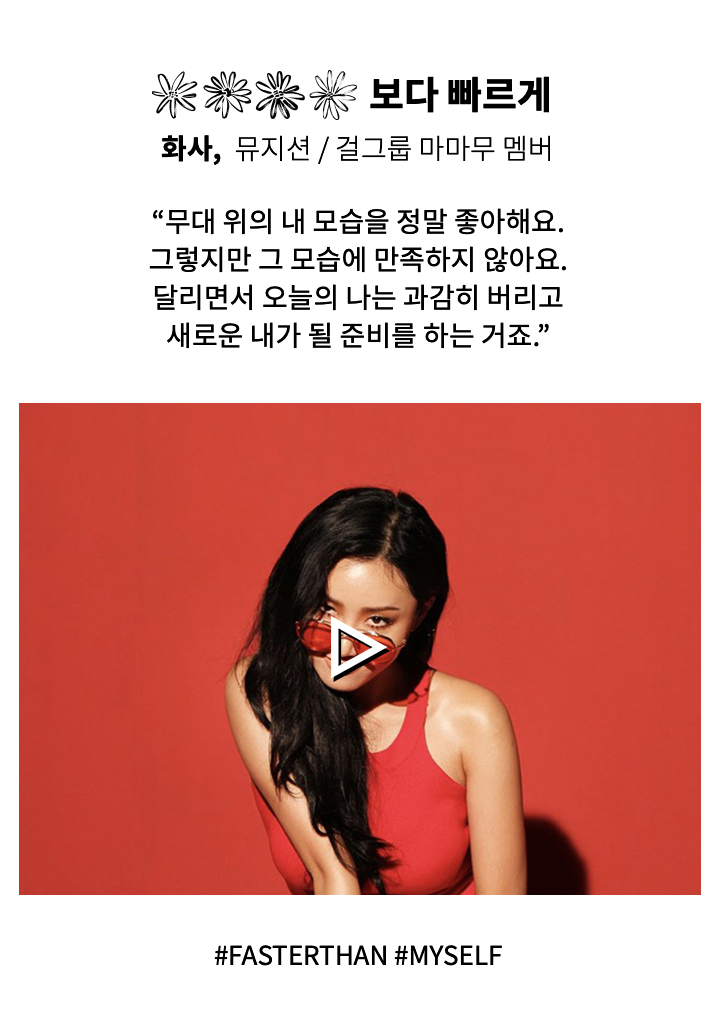 보다 빠르게
화사, 뮤지션 / 걸그룹 마마무 멤버
“무대 위의 내 모습을 정말 좋아해요.
그렇지만 그 모습에 만족하지 않아요.
달리면서 오늘의 나는 과감히 버리고
새로운 내가 될 준비를 하는 거죠.”
#FASTERTHAN #MYSELF